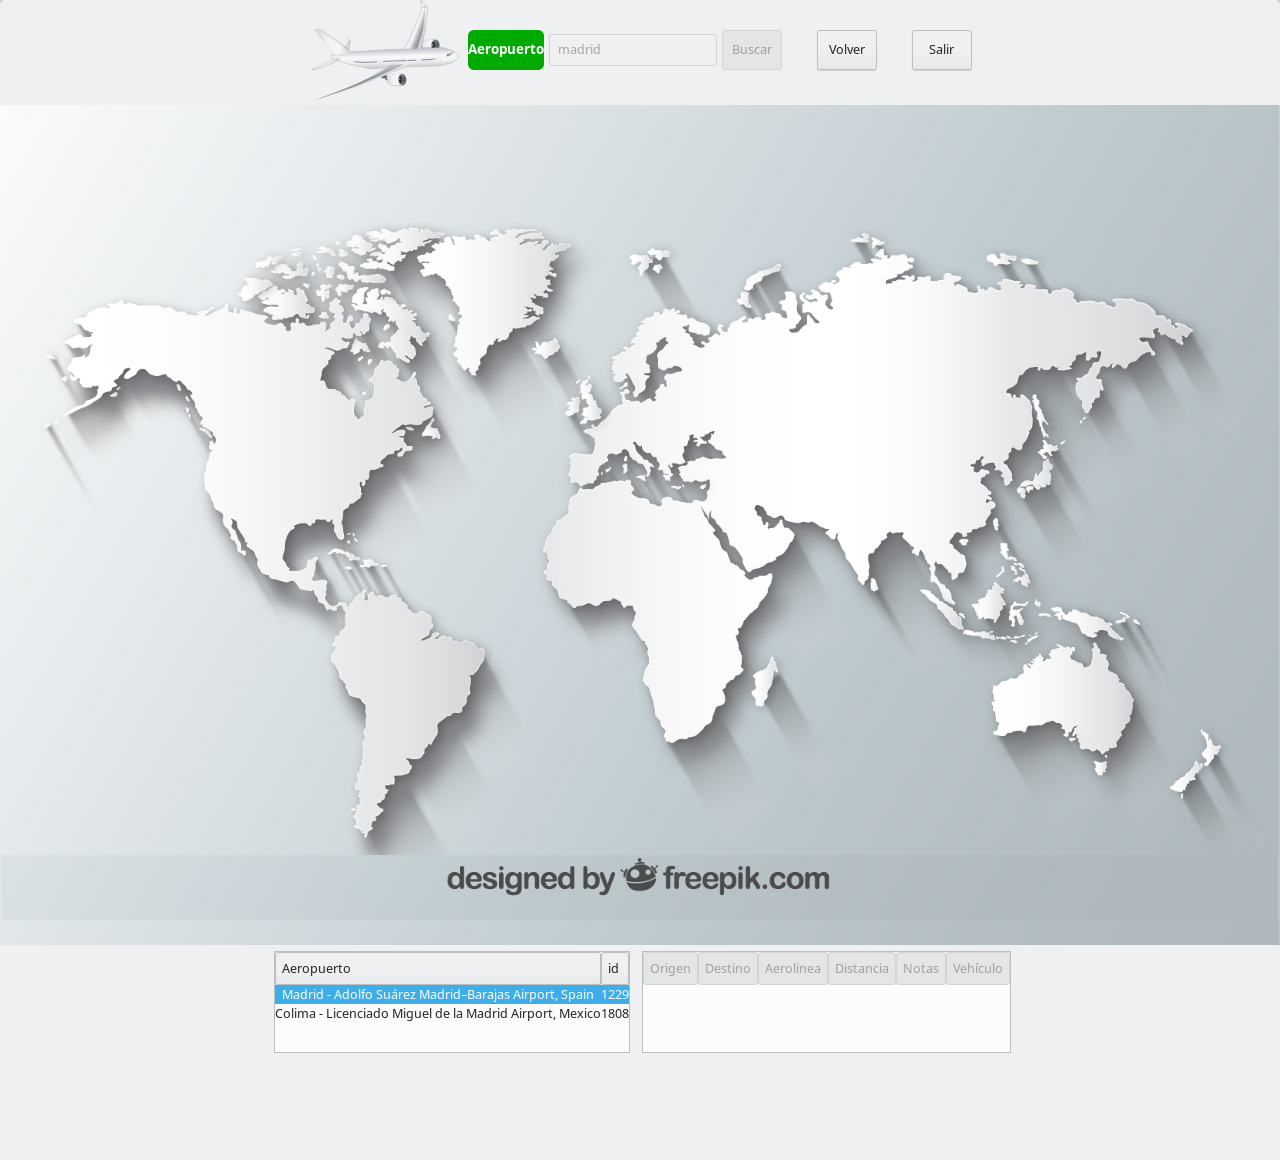 Aeropuerto madrid Buscar Volver Salir
designed by freepik.com
Aeropuerto id Origen Destino Aerolinea Distancia Notas Vehículo
Madrid - Adolfo Suárez Madrid–Barajas Airport, Spain 1229
Colima - Licenciado Miguel de la Madrid Airport, Mexico 1808